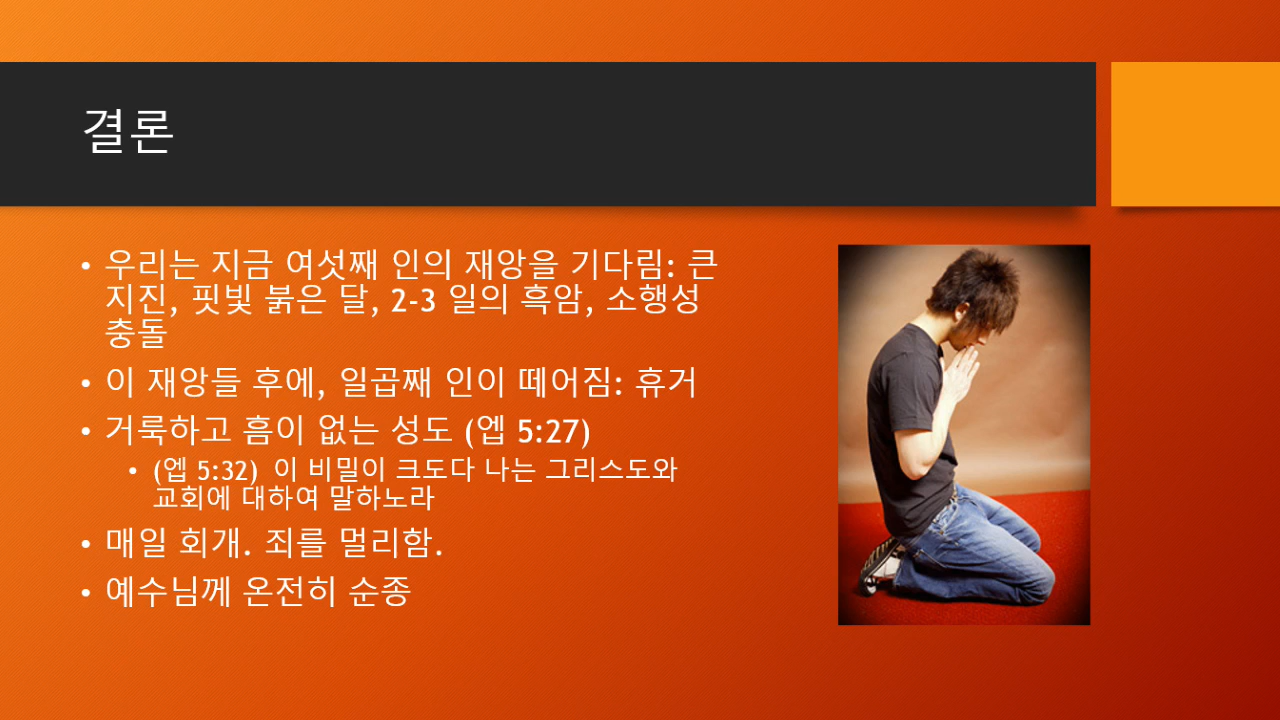 결론
• 우리는 지금 여섯째 인의 재앙을 기다림: 큰
지진, 핏빛 붉은 달, 2-3 일의 흑암, 소행성
충돌
• 이 재앙들 후에, 일곱째 인이 떼어짐: 휴거
• 거룩하고 흠이 없는 성도 (엡 5:27)
• (엡 5:32) 이 비밀이 크도다 나는 그리스도와
교회에 대하여 말하노라
• 매일 회개. 죄를 멀리함.
• 예수님께 온전히 순종